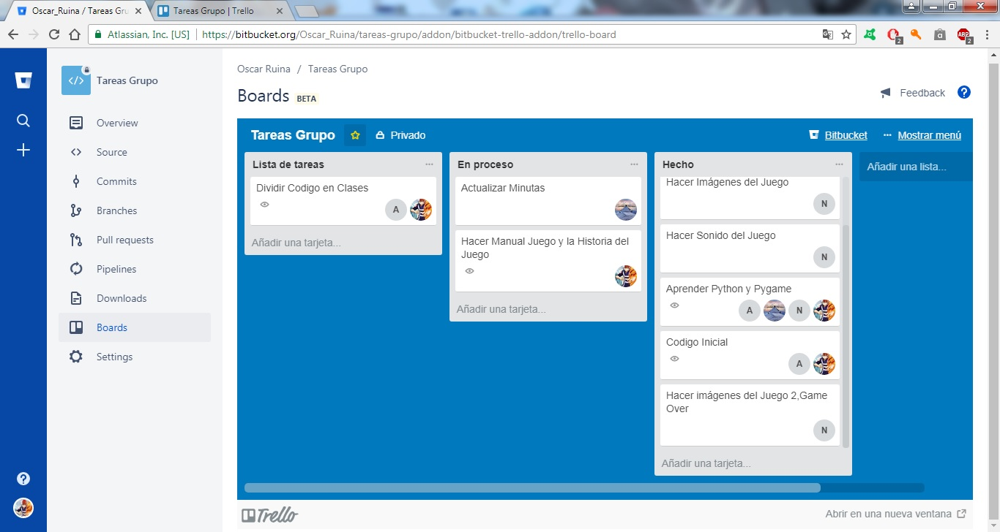 Oscar_Ruina / Tareas Gru
Tareas Grupo | Trello
Atlassian, Inc. [US]
https://bitbucket.org/Oscar_Ruina/tareas-grupo/addon/bitbucket-trello-addon/trello-board
2
ABP
2
Tareas Grupo
Overview
Source
Commits
Branches
Pull requests
Pipelines
Downloads
Boards
Settings
Oscar Ruina / Tareas Grupo
Boards BETA
Feedback
Tareas Grupo
Privado
Bitbucket
Mostrar menú
Lista de tareas
Dividir Codigo en Clases
A
Añadir una tarjeta...
En proceso
Actualizar Minutas
Hacer Manual Juego y la Historia del
Juego
Añadir una tarjeta...
Hecho
Hacer Imágenes del Juego
N
Hacer Sonido del Juego
N
Aprender Python y Pygame
A N
Codigo Inicial
A
Hacer imágenes del Juego 2,Game
Over
N
Añadir una tarjeta...
Añadir una lista...
Trello
Abrir en una nueva ventana